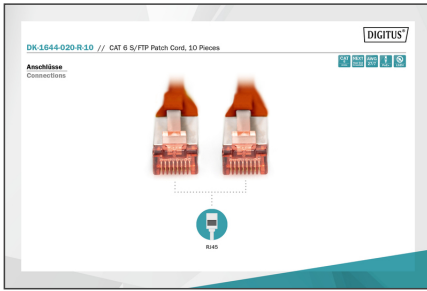 DIGITUS®
DK-1644-020-R-10 // CAT 6 S/FTP Patch Cord, 10 Pieces
Anschlüsse
Connections
RJ45